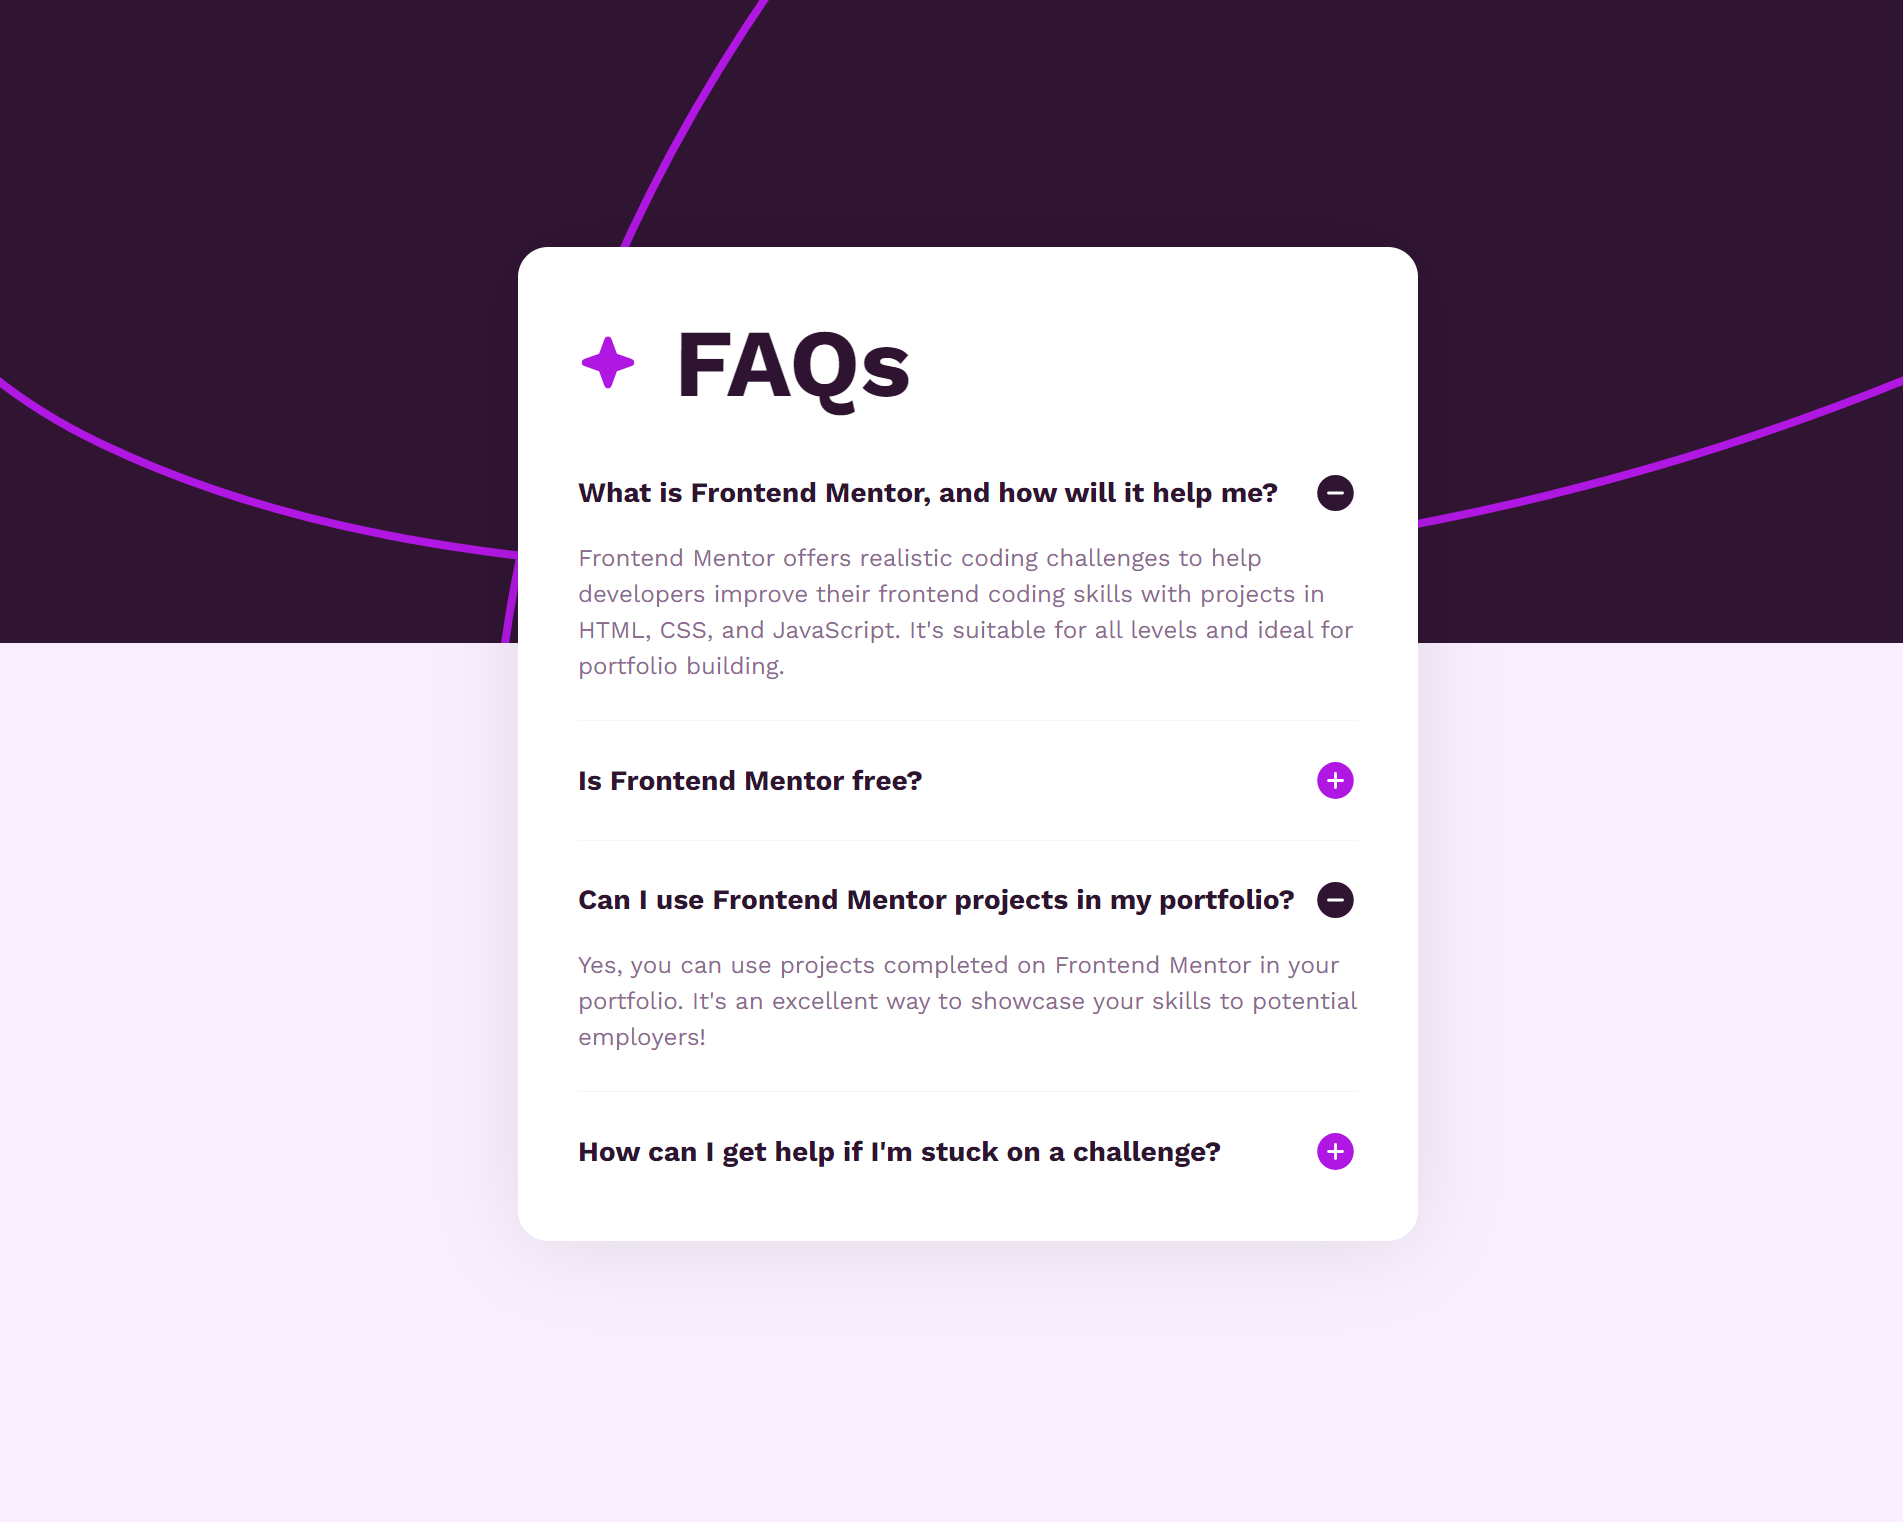 FAQs
What is Frontend Mentor, and how will it help me?
Frontend Mentor offers realistic coding challenges to help
developers improve their frontend coding skills with projects in
HTML, CSS, and JavaScript. It's suitable for all levels and ideal for
portfolio building.
Is Frontend Mentor free?
Can I use Frontend Mentor projects in my portfolio?
Yes, you can use projects completed on Frontend Mentor in your
portfolio. It's an excellent way to showcase your skills to potential
employers!
How can I get help if I'm stuck on a challenge?